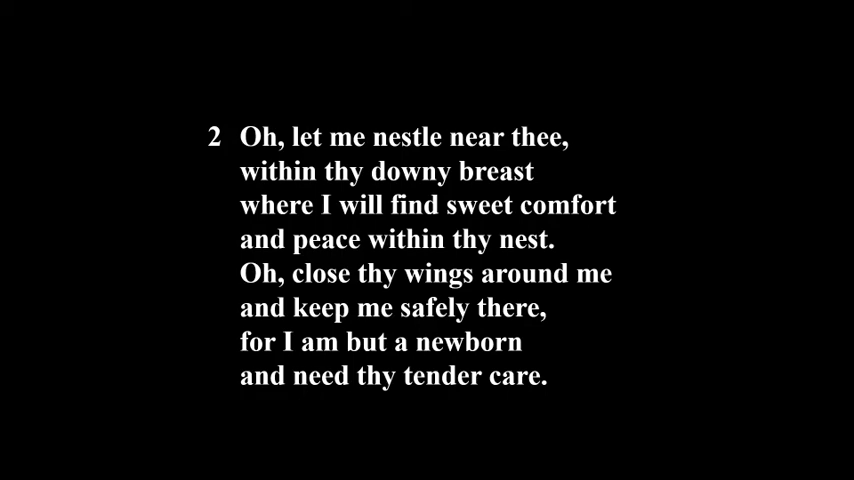 2 Oh, let me nestle near thee,
within thy downy breast
where I will find sweet comfort
and peace within thy nest.
Oh, close thy wings around me
and keep me safely there,
for I am but a newborn
and need thy tender care.